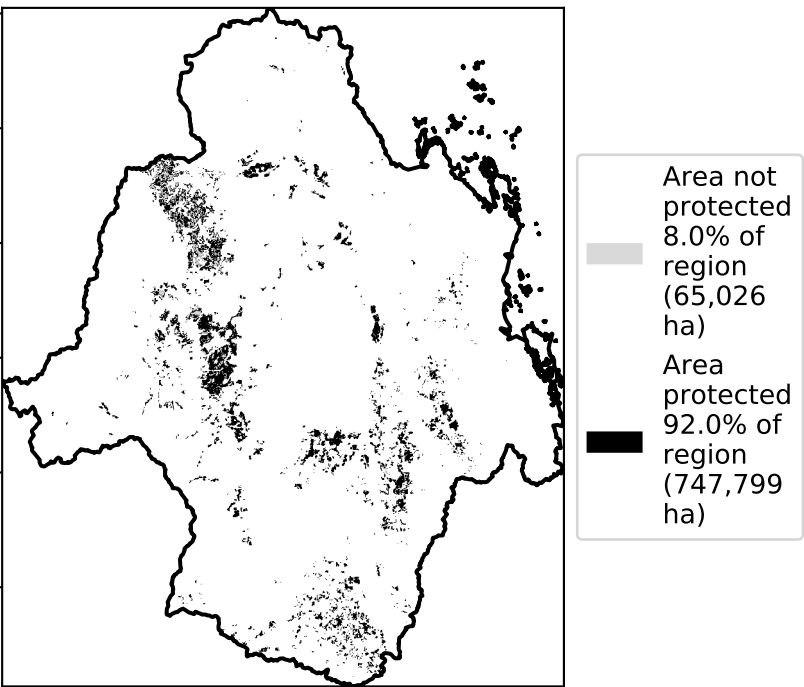 Area not
protected
8.0% of
region
(65,026
ha)
Area
protected
92.0% of
region
(747,799
ha)